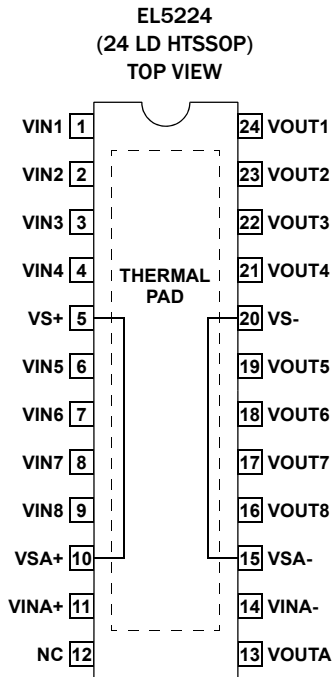 EL5224
(24 LD HTSSOP)
TOP VIEW
VIN1 1 24 VOUT1
VIN2 2 23 VOUT2
VIN3 3 22 VOUT3
VIN4 4 21 VOUT4
THERMAL
PAD
VS+ 5 20 VS-
VIN5 6 19 VOUT5
VIN6 7 18 VOUT6
VIN7 8 17 VOUT7
VIN8 9 16 VOUT8
VSA+ 10 15 VSA-
VINA+ 11 14 VINA-
NC 12 13 VOUTA